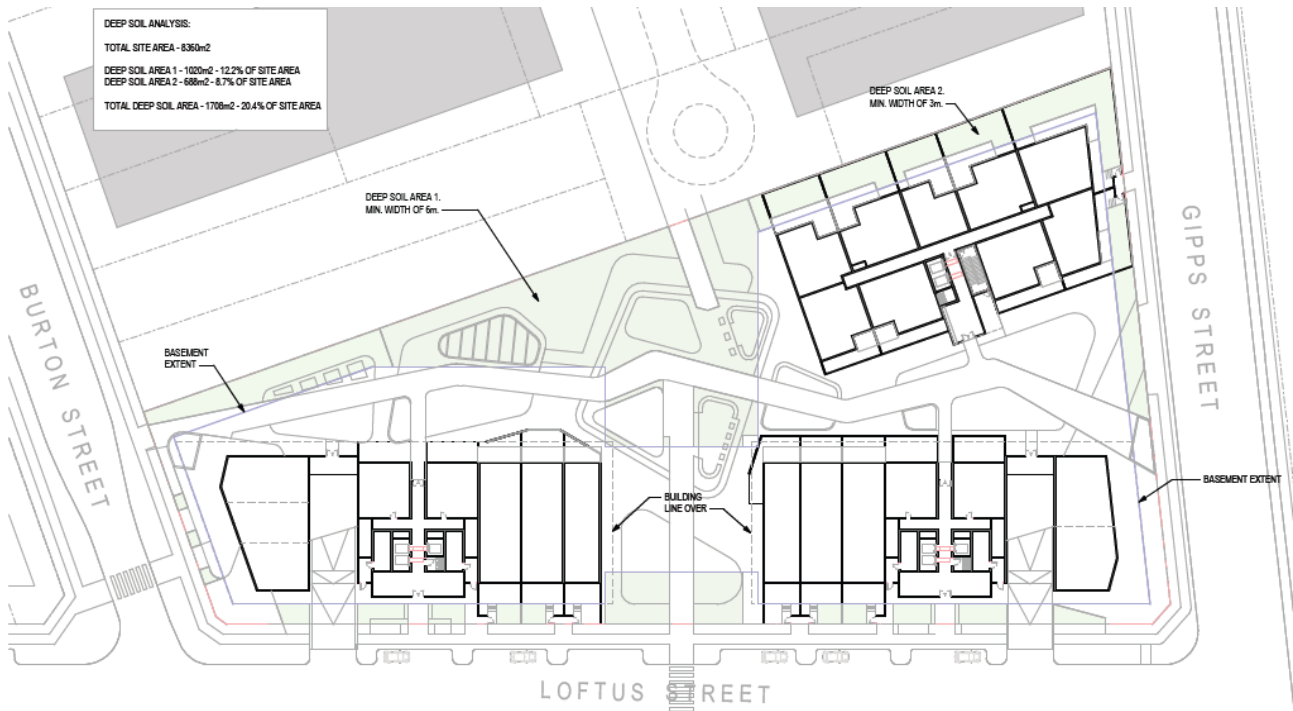 DEEP SOIL ANALYSIS:
TOTAL SITE AREA - 8360m2
DEEP SOIL AREA 1 - 1020m2 - 12.2% OF SITE AREA
DEEP SOIL AREA 2 - 688m2 - 8.7% OF SITE AREA
TOTAL DEEP SOIL AREA - 1708m2 - 20.4% OF SITE AREA
DEEP SOIL AREA 2.
MIN. WIDTH OF 3m.
DEEP SOIL AREA 1.
MIN. WIDTH OF 6m.
GIPPS STREET
BURTON STREET
BASEMENT
EXTENT
BUILDING
LINE OVER
BASEMENT EXTENT
LOFTUS STREET